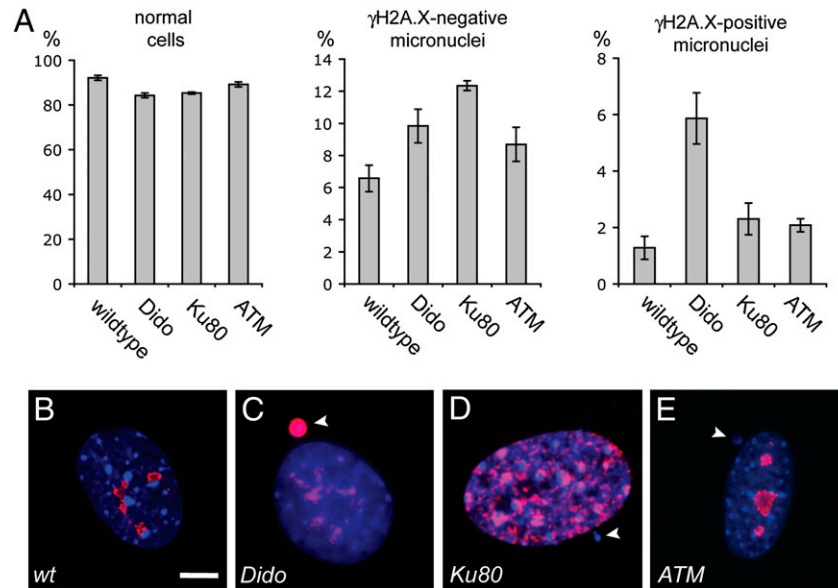 A
normal
cells
%
100
80
60
40
20
0
wildtype
Dido
Ku80
ATM
γH2A.X-negative
micronuclei
%
14
12
10
8
6
4
2
0
wildtype
Dido
Ku80
ATM
γH2A.X-positive
micronuclei
%
8
6
4
2
0
wildtype
Dido
Ku80
ATM
B
wt
C
Dido
D
Ku80
E
ATM